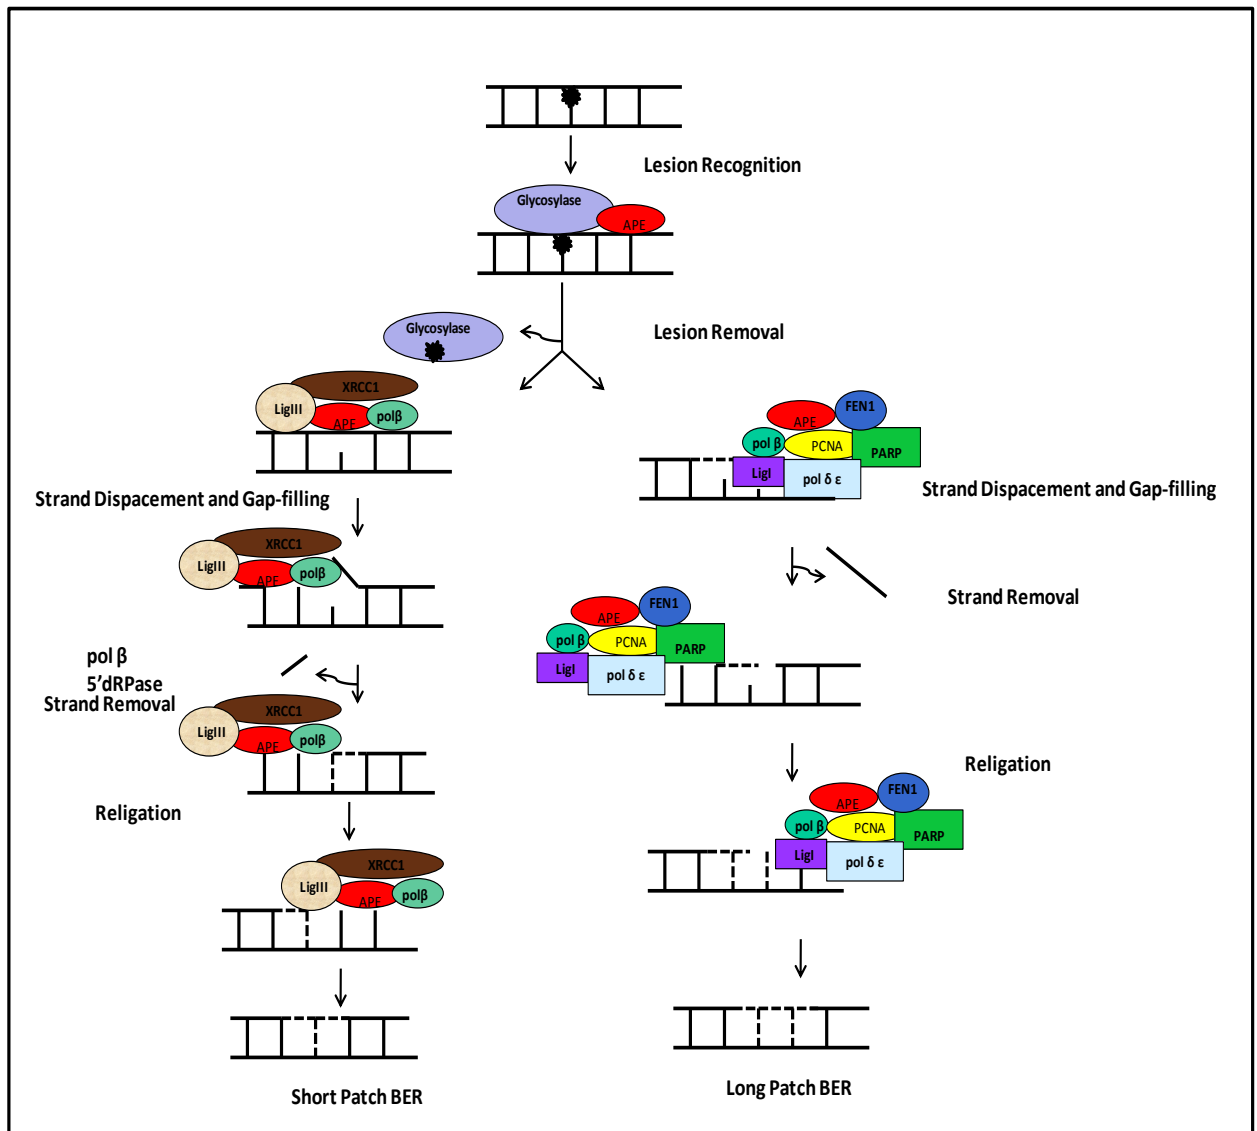 Lesion Recognition
Glycosylase
APE
Lesion Removal
Glycosylase
XRCC1
LigIII
APE
polβ
Strand Dispacement and Gap-filling
XRCC1
LigIII
APE
polβ
pol β
5'dRPase
Strand Removal
XRCC1
LigIII
APE
polβ
Religation
XRCC1
LigIII
APE
polβ
Short Patch BER
FEN1
APE
pol β
PCNA
PARP
LigI
pol δ ε
Strand Dispacement and Gap-filling
Strand Removal
FEN1
APE
pol β
PCNA
PARP
LigI
pol δ ε
Religation
FEN1
APE
pol β
PCNA
PARP
LigI
pol δ ε
Long Patch BER